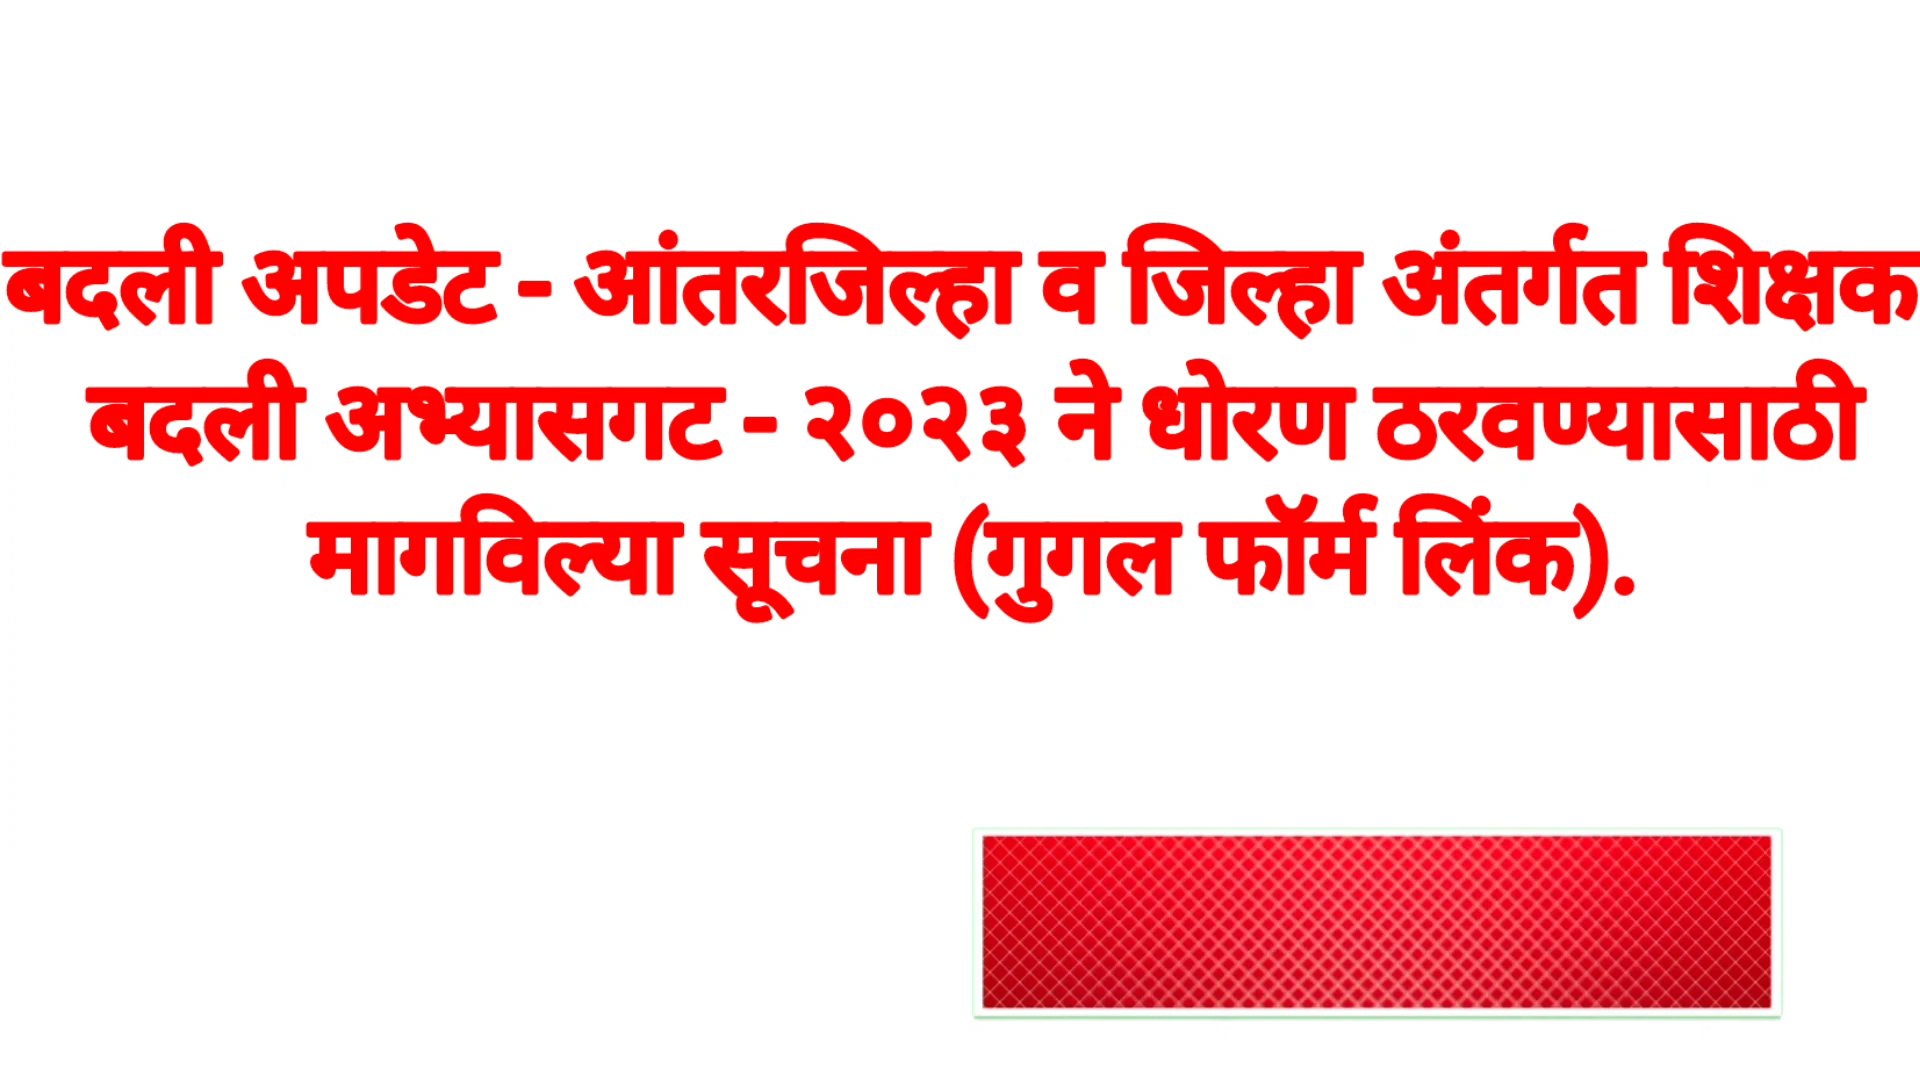 बदली अपडेट - आंतरजिल्हा व जिल्हा अंतर्गत शिक्षक
बदली अभ्यासगट - २०२३ ने धोरण ठरवण्यासाठी
मागविल्या सूचना (गुगल फॉर्म लिंक).